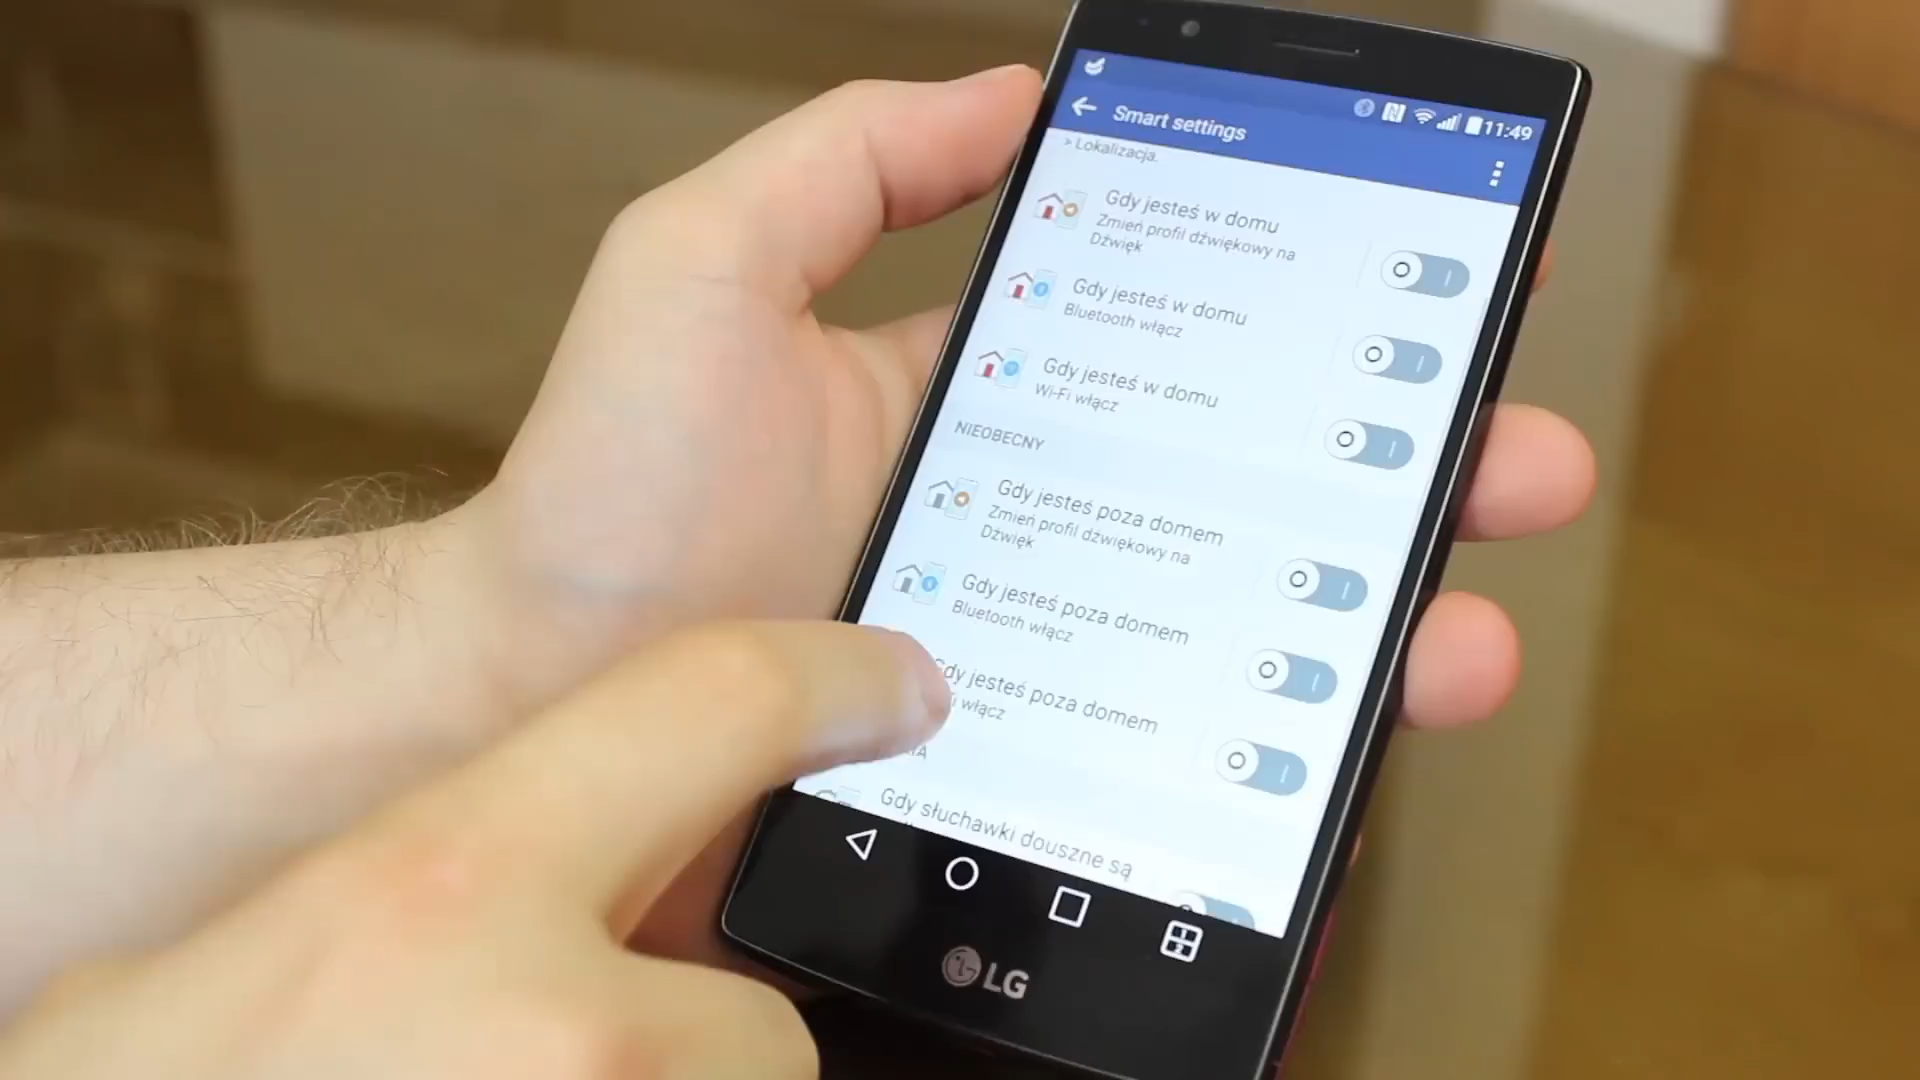 11:49
Smart settings
> Lokalizacja.
Gdy jesteś w domu
Zmień profil dźwiękowy na
Dźwięk
Gdy jesteś w domu
Bluetooth włącz
Gdy jesteś w domu
Wi-Fi włącz
NIEOBECNY
Gdy jesteś poza domem
Zmień profil dźwiękowy na
Dźwięk
Gdy jesteś poza domem
Bluetooth włącz
Gdy jesteś poza domem
włącz
Gdy słuchawki douszne są
LG